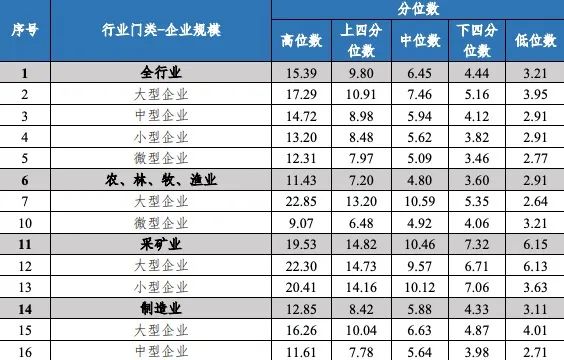 序号 行业门类-企业规模 分位数
高位数 上四分位数 中位数 下四分位数 低位数
1 全行业 15.39 9.80 6.45 4.44 3.21
2 大型企业 17.29 10.91 7.46 5.16 3.95
3 中型企业 14.72 8.98 5.94 4.12 2.91
4 小型企业 13.20 8.48 5.62 3.82 2.91
5 微型企业 12.31 7.97 5.09 3.46 2.77
6 农、林、牧、渔业 11.43 7.20 4.80 3.60 2.91
7 大型企业 22.85 13.20 10.59 5.35 2.64
10 微型企业 9.07 6.48 4.92 4.06 3.21
11 采矿业 19.53 14.82 10.46 7.32 6.15
12 大型企业 22.30 14.73 9.57 6.71 6.13
13 小型企业 20.41 14.16 10.12 7.06 3.63
14 制造业 12.85 8.42 5.88 4.33 3.11
15 大型企业 16.26 10.04 6.63 4.87 4.01
16 中型企业 11.61 7.78 5.64 3.98 2.71